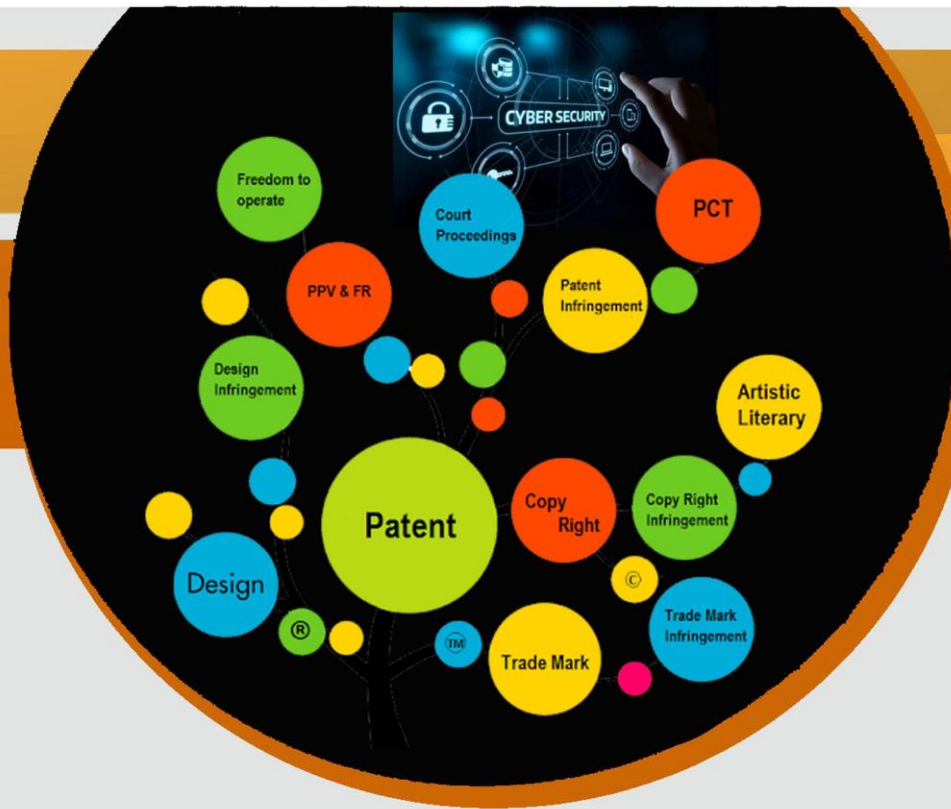 CYBER SECURITY
Freedom to
operate
Court
Proceedings
PCT
PPV & FR
Patent
Infringement
Design
Infringement
Artistic
Literary
Patent
Copy
Right
Copy Right
Infringement
Design
©
®
TM
Trade Mark
Trade Mark
Infringement